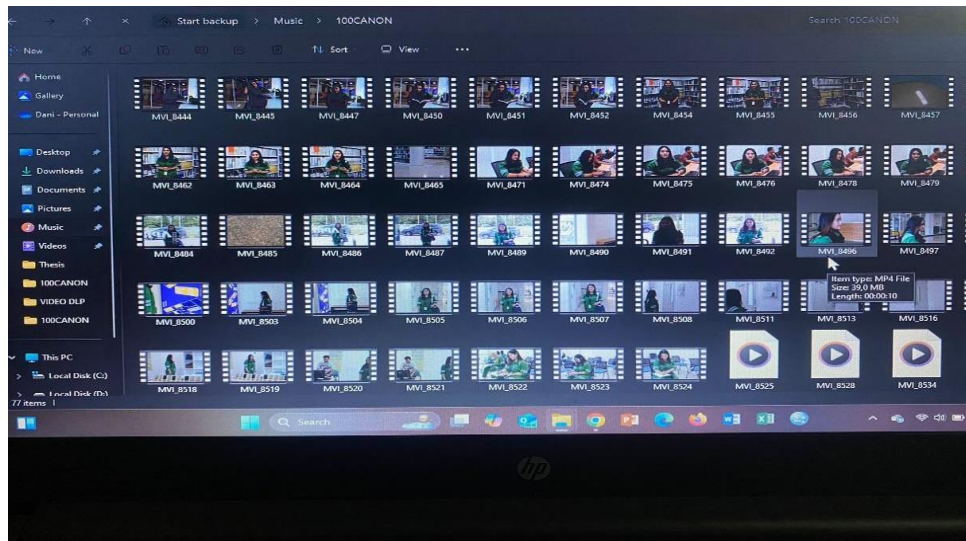 Start backup > Music > 100CANON
Search 100CANON
New
Sort
View
...
Home
Gallery
Dani - Personal
Desktop
Downloads
Documents
Pictures
Music
Videos
Thesis
100CANON
VIDEO DLP
100CANON
This PC
Local Disk (C:)
Local Disk (D:)
77 items
MVI_8444 MVI_8445 MVI_8447 MVI_8450 MVI_8451 MVI_8452 MVI_8454 MVI_8455 MVI_8456 MVI_8457
MVI_8462 MVI_8463 MVI_8464 MVI_8465 MVI_8471 MVI_8474 MVI_8475 MVI_8476 MVI_8478 MVI_8479
MVI_8484 MVI_8485 MVI_8486 MVI_8487 MVI_8489 MVI_8490 MVI_8491 MVI_8492 MVI_8496 MVI_8497
Item type: MP4 File
Size: 39,0 MB
Length: 00:00:10
MVI_8500 MVI_8503 MVI_8504 MVI_8505 MVI_8506 MVI_8507 MVI_8508 MVI_8511 MVI_8513 MVI_8516
MVI_8518 MVI_8519 MVI_8520 MVI_8521 MVI_8522 MVI_8523 MVI_8524 MVI_8525 MVI_8528 MVI_8534
Search
hp